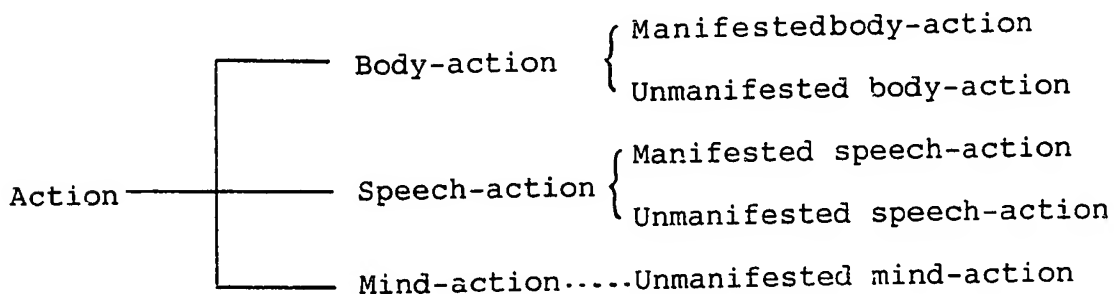 Manifestedbody-action
Body-action
Unmanifested body-action
Manifested speech-action
Action Speech-action
Unmanifested speech-action
Mind-action.....Unmanifested mind-action